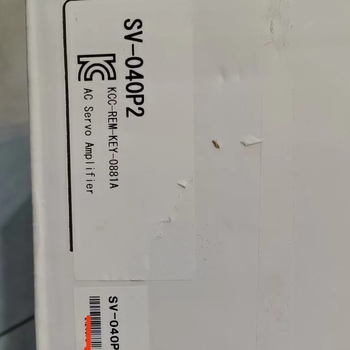 SV-040P2
KCC-REM-KEY-0881A
AC Servo Amplifier
SV-040P